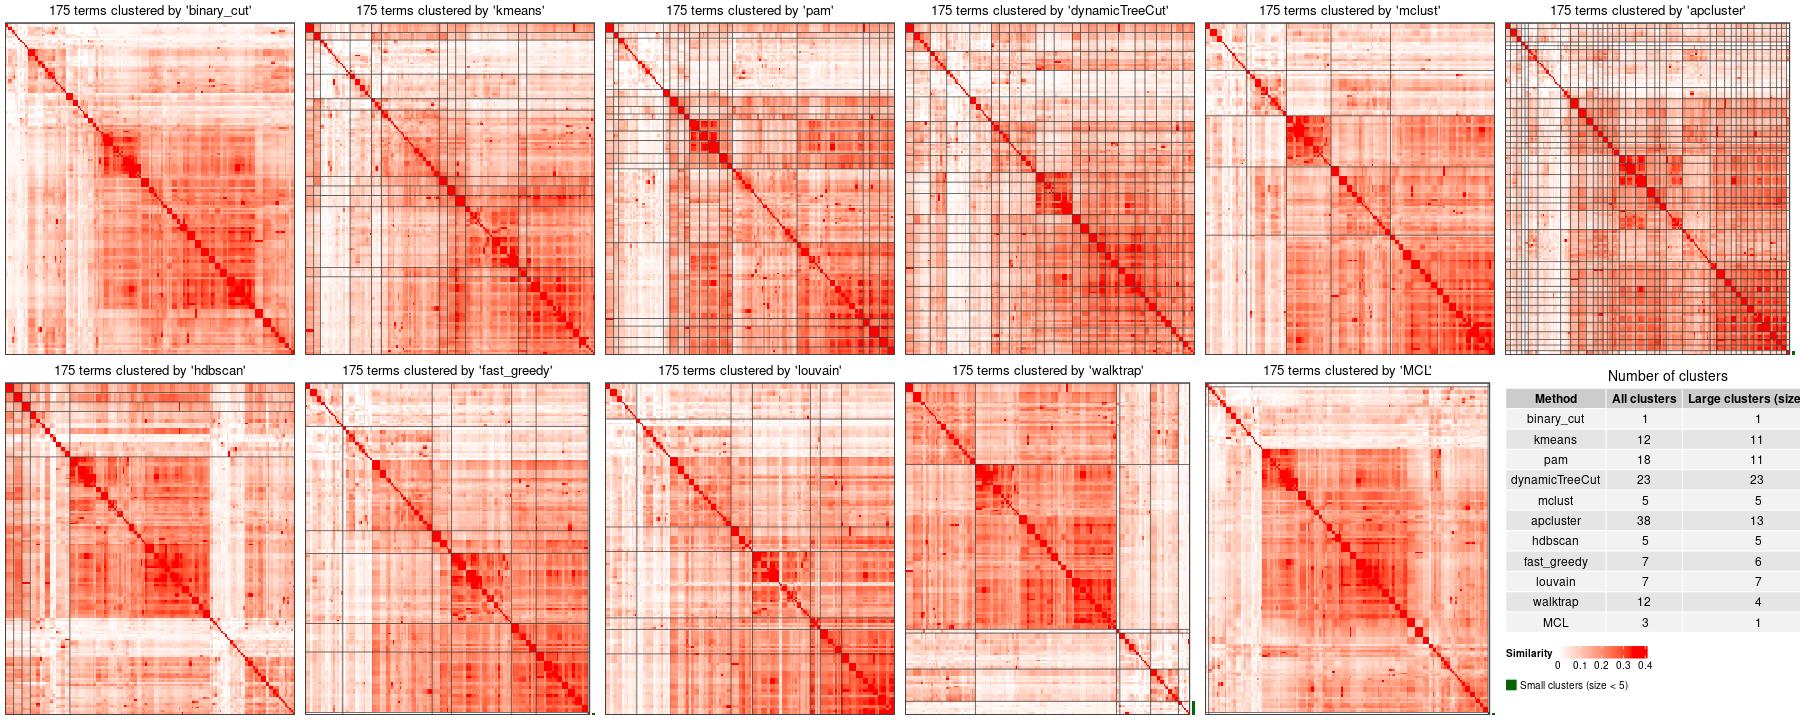 175 terms clustered by 'binary_cut'
175 terms clustered by 'kmeans'
175 terms clustered by 'pam'
175 terms clustered by 'dynamicTreeCut'
175 terms clustered by 'mclust'
175 terms clustered by 'apcluster'
175 terms clustered by 'hdbscan'
175 terms clustered by 'fast_greedy'
175 terms clustered by 'louvain'
175 terms clustered by 'walktrap'
175 terms clustered by 'MCL'
Number of clusters
Method All clusters Large clusters (size
binary_cut 1 1
kmeans 12 11
pam 18 11
dynamicTreeCut 23 23
mclust 5 5
apcluster 38 13
hdbscan 5 5
fast_greedy 7 6
louvain 7 7
walktrap 12 4
MCL 3 1
Similarity
0 0.1 0.2 0.3 0.4
Small clusters (size < 5)